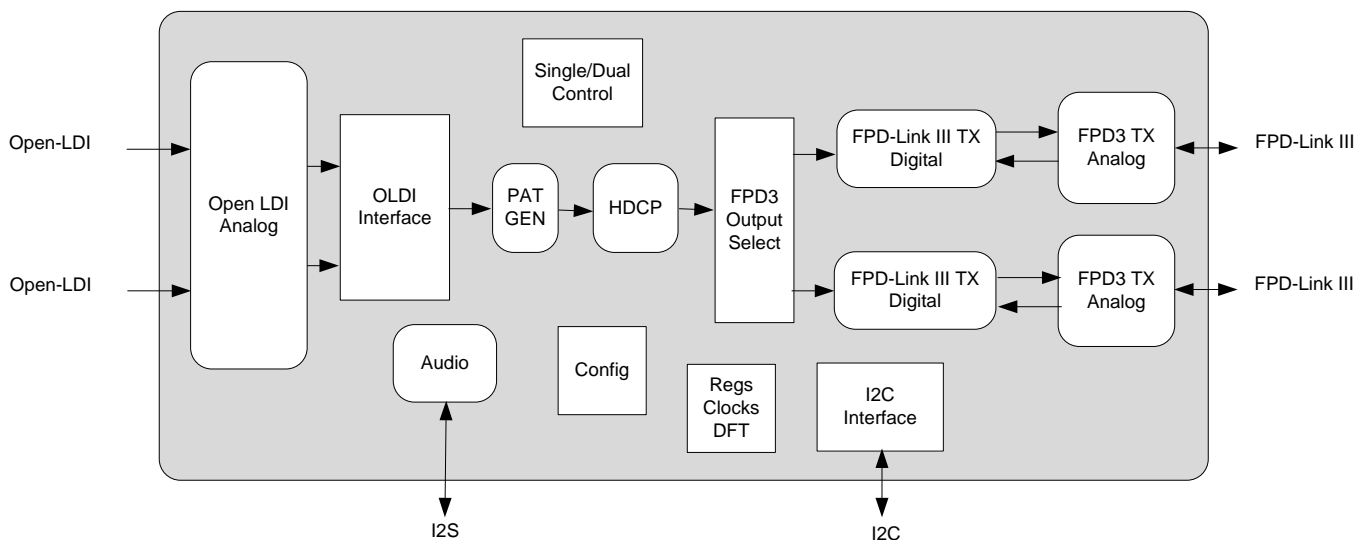 Single/Dual
Control
Open-LDI
Open LDI
Analog
OLDI
Interface
PAT
GEN
HDCP
FPD3
Output
Select
FPD-Link III TX
Digital
FPD3 TX
Analog
FPD-Link III
Open-LDI
FPD-Link III TX
Digital
FPD3 TX
Analog
FPD-Link III
Audio
Config
Regs
Clocks
DFT
I2C
Interface
I2S
I2C